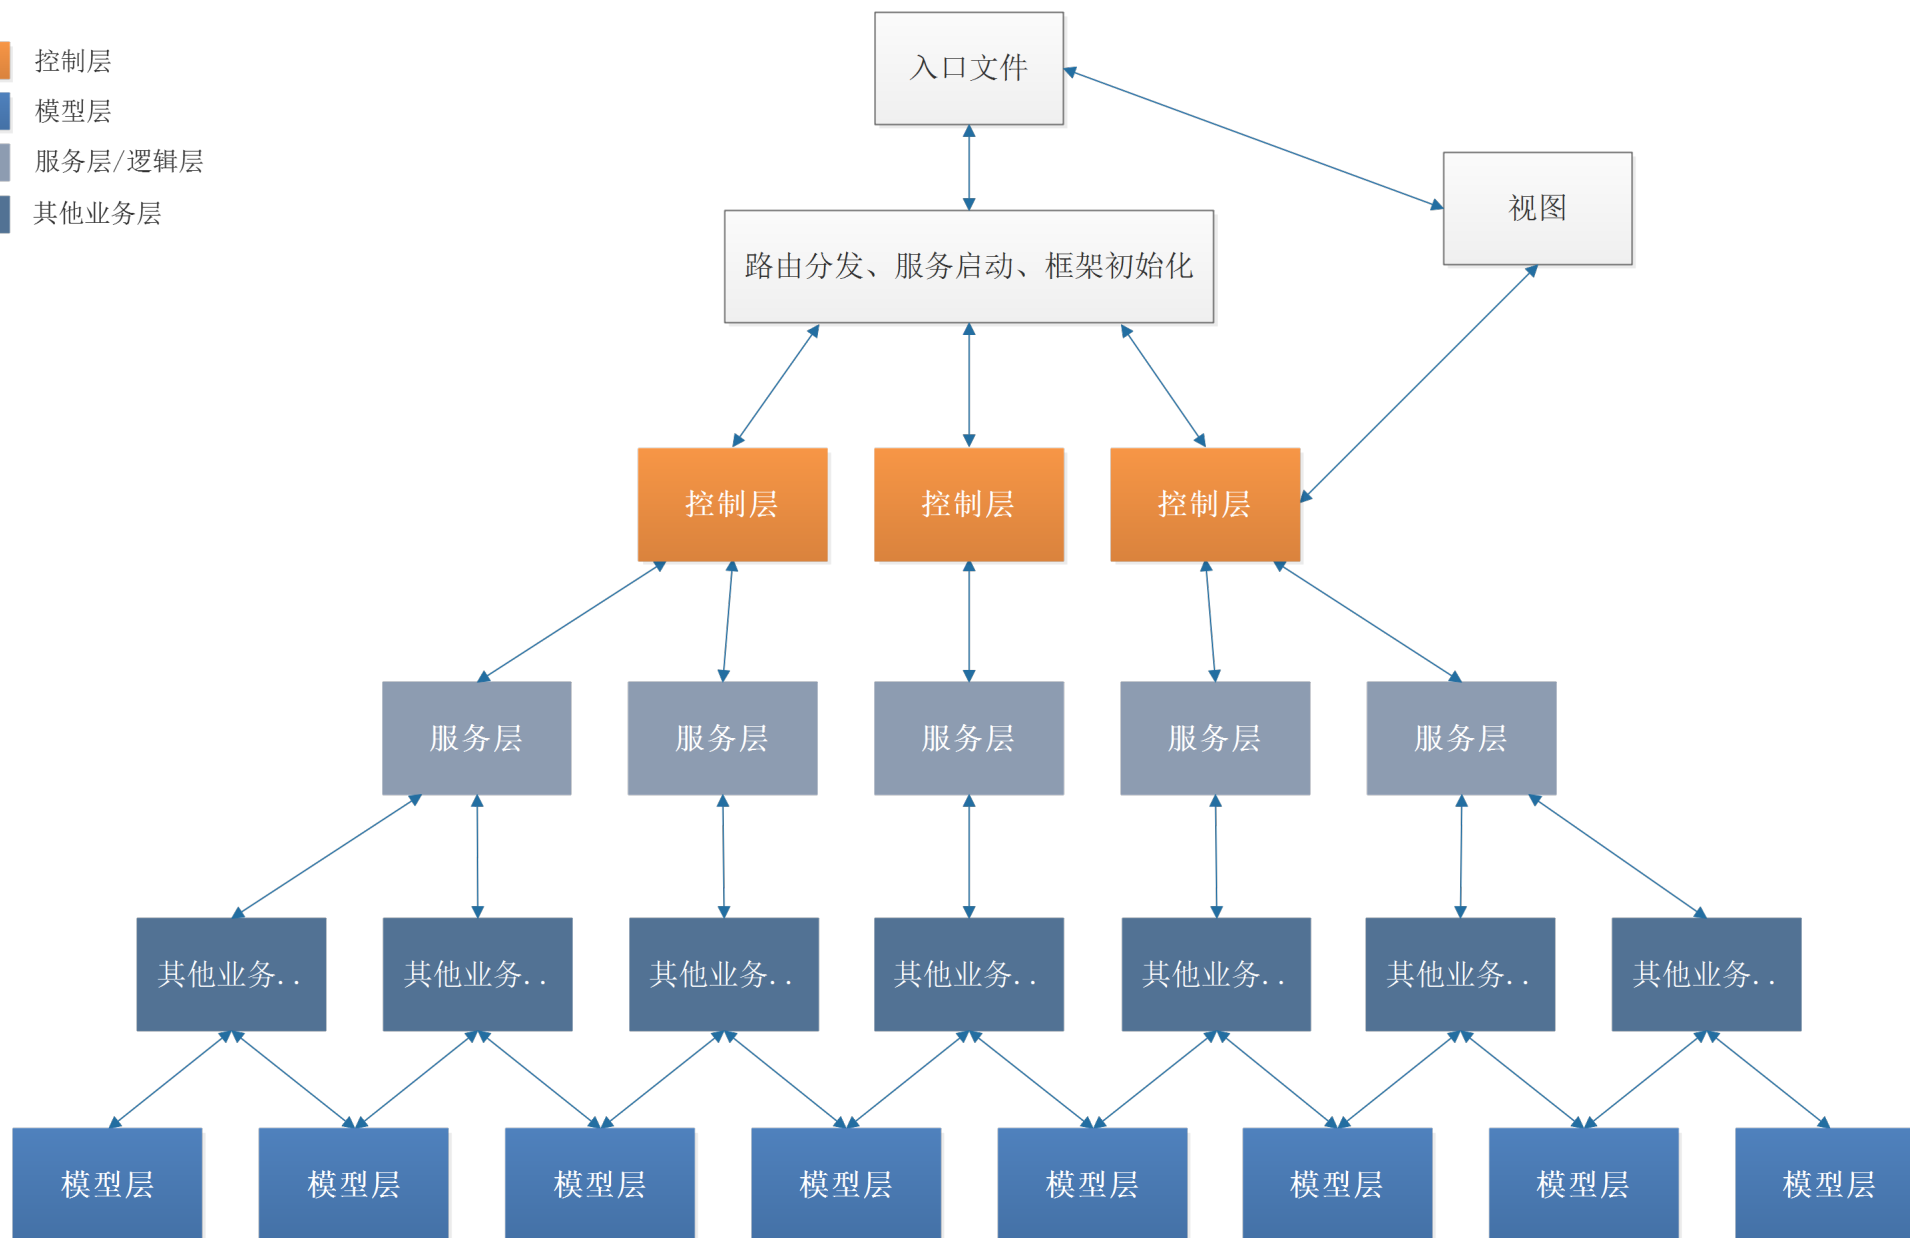 控制层
模型层
服务层/逻辑层
其他业务层
入口文件
视图
路由分发、服务启动、框架初始化
控制层
控制层
控制层
服务层
服务层
服务层
服务层
服务层
其他业务..
其他业务..
其他业务..
其他业务..
其他业务..
其他业务..
其他业务..
模型层
模型层
模型层
模型层
模型层
模型层
模型层
模型层